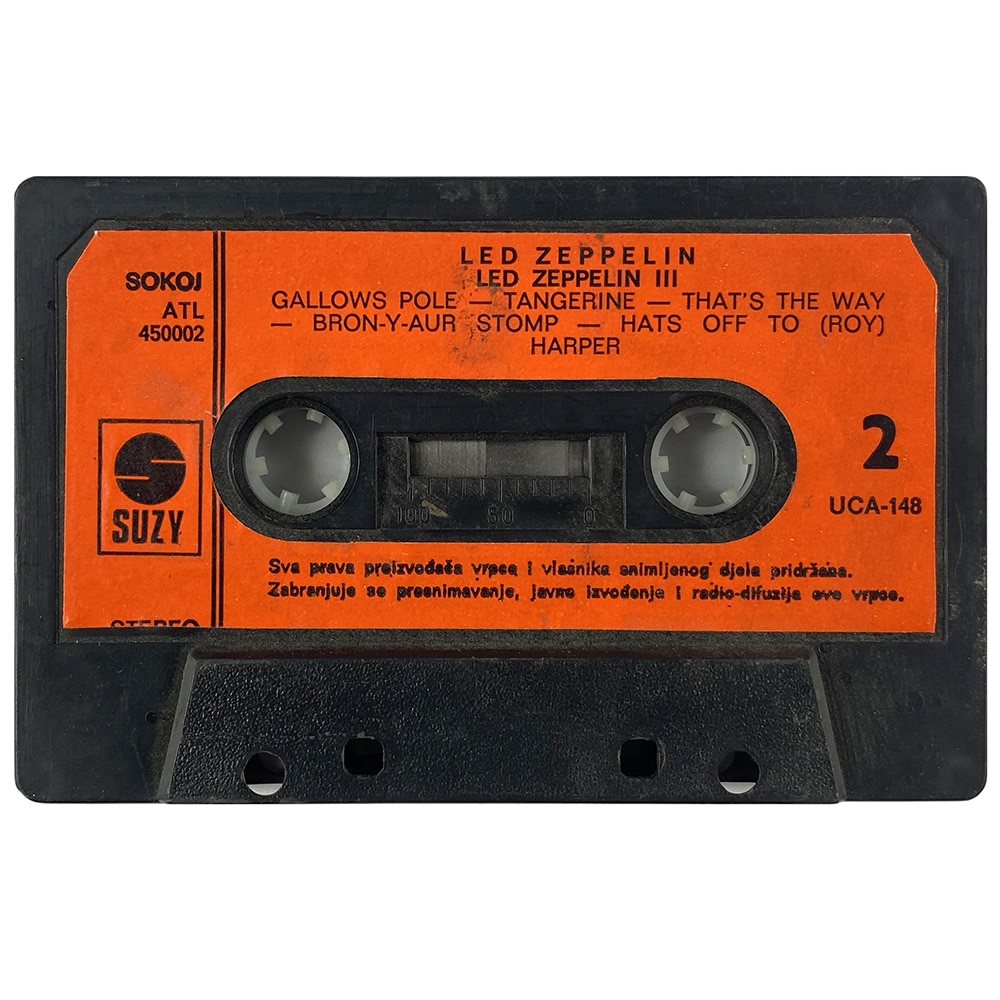 LED ZEPPELIN
LED ZEPPELIN III
GALLOWS POLE — TANGERINE — THAT'S THE WAY
— BRON-Y-AUR STOMP — HATS OFF TO (ROY)
HARPER
SOKOJ
ATL
450002
SUZY
STEREO
100 50 0
2
UCA-148
Sva prava proizvođača vrpce i vlasnika snimljenog djela pridržana.
Zabranjuje se presnimavanje, javno izvođenje i radio-difuzija ove vrpce.